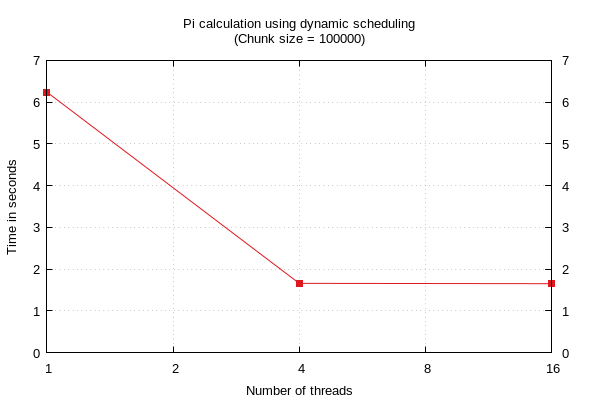 Pi calculation using dynamic scheduling
(Chunk size = 100000)
7 7
6 6
5 5
4 4
3 3
2 2
1 1
0 0
Time in seconds
1 2 4 8 16
Number of threads